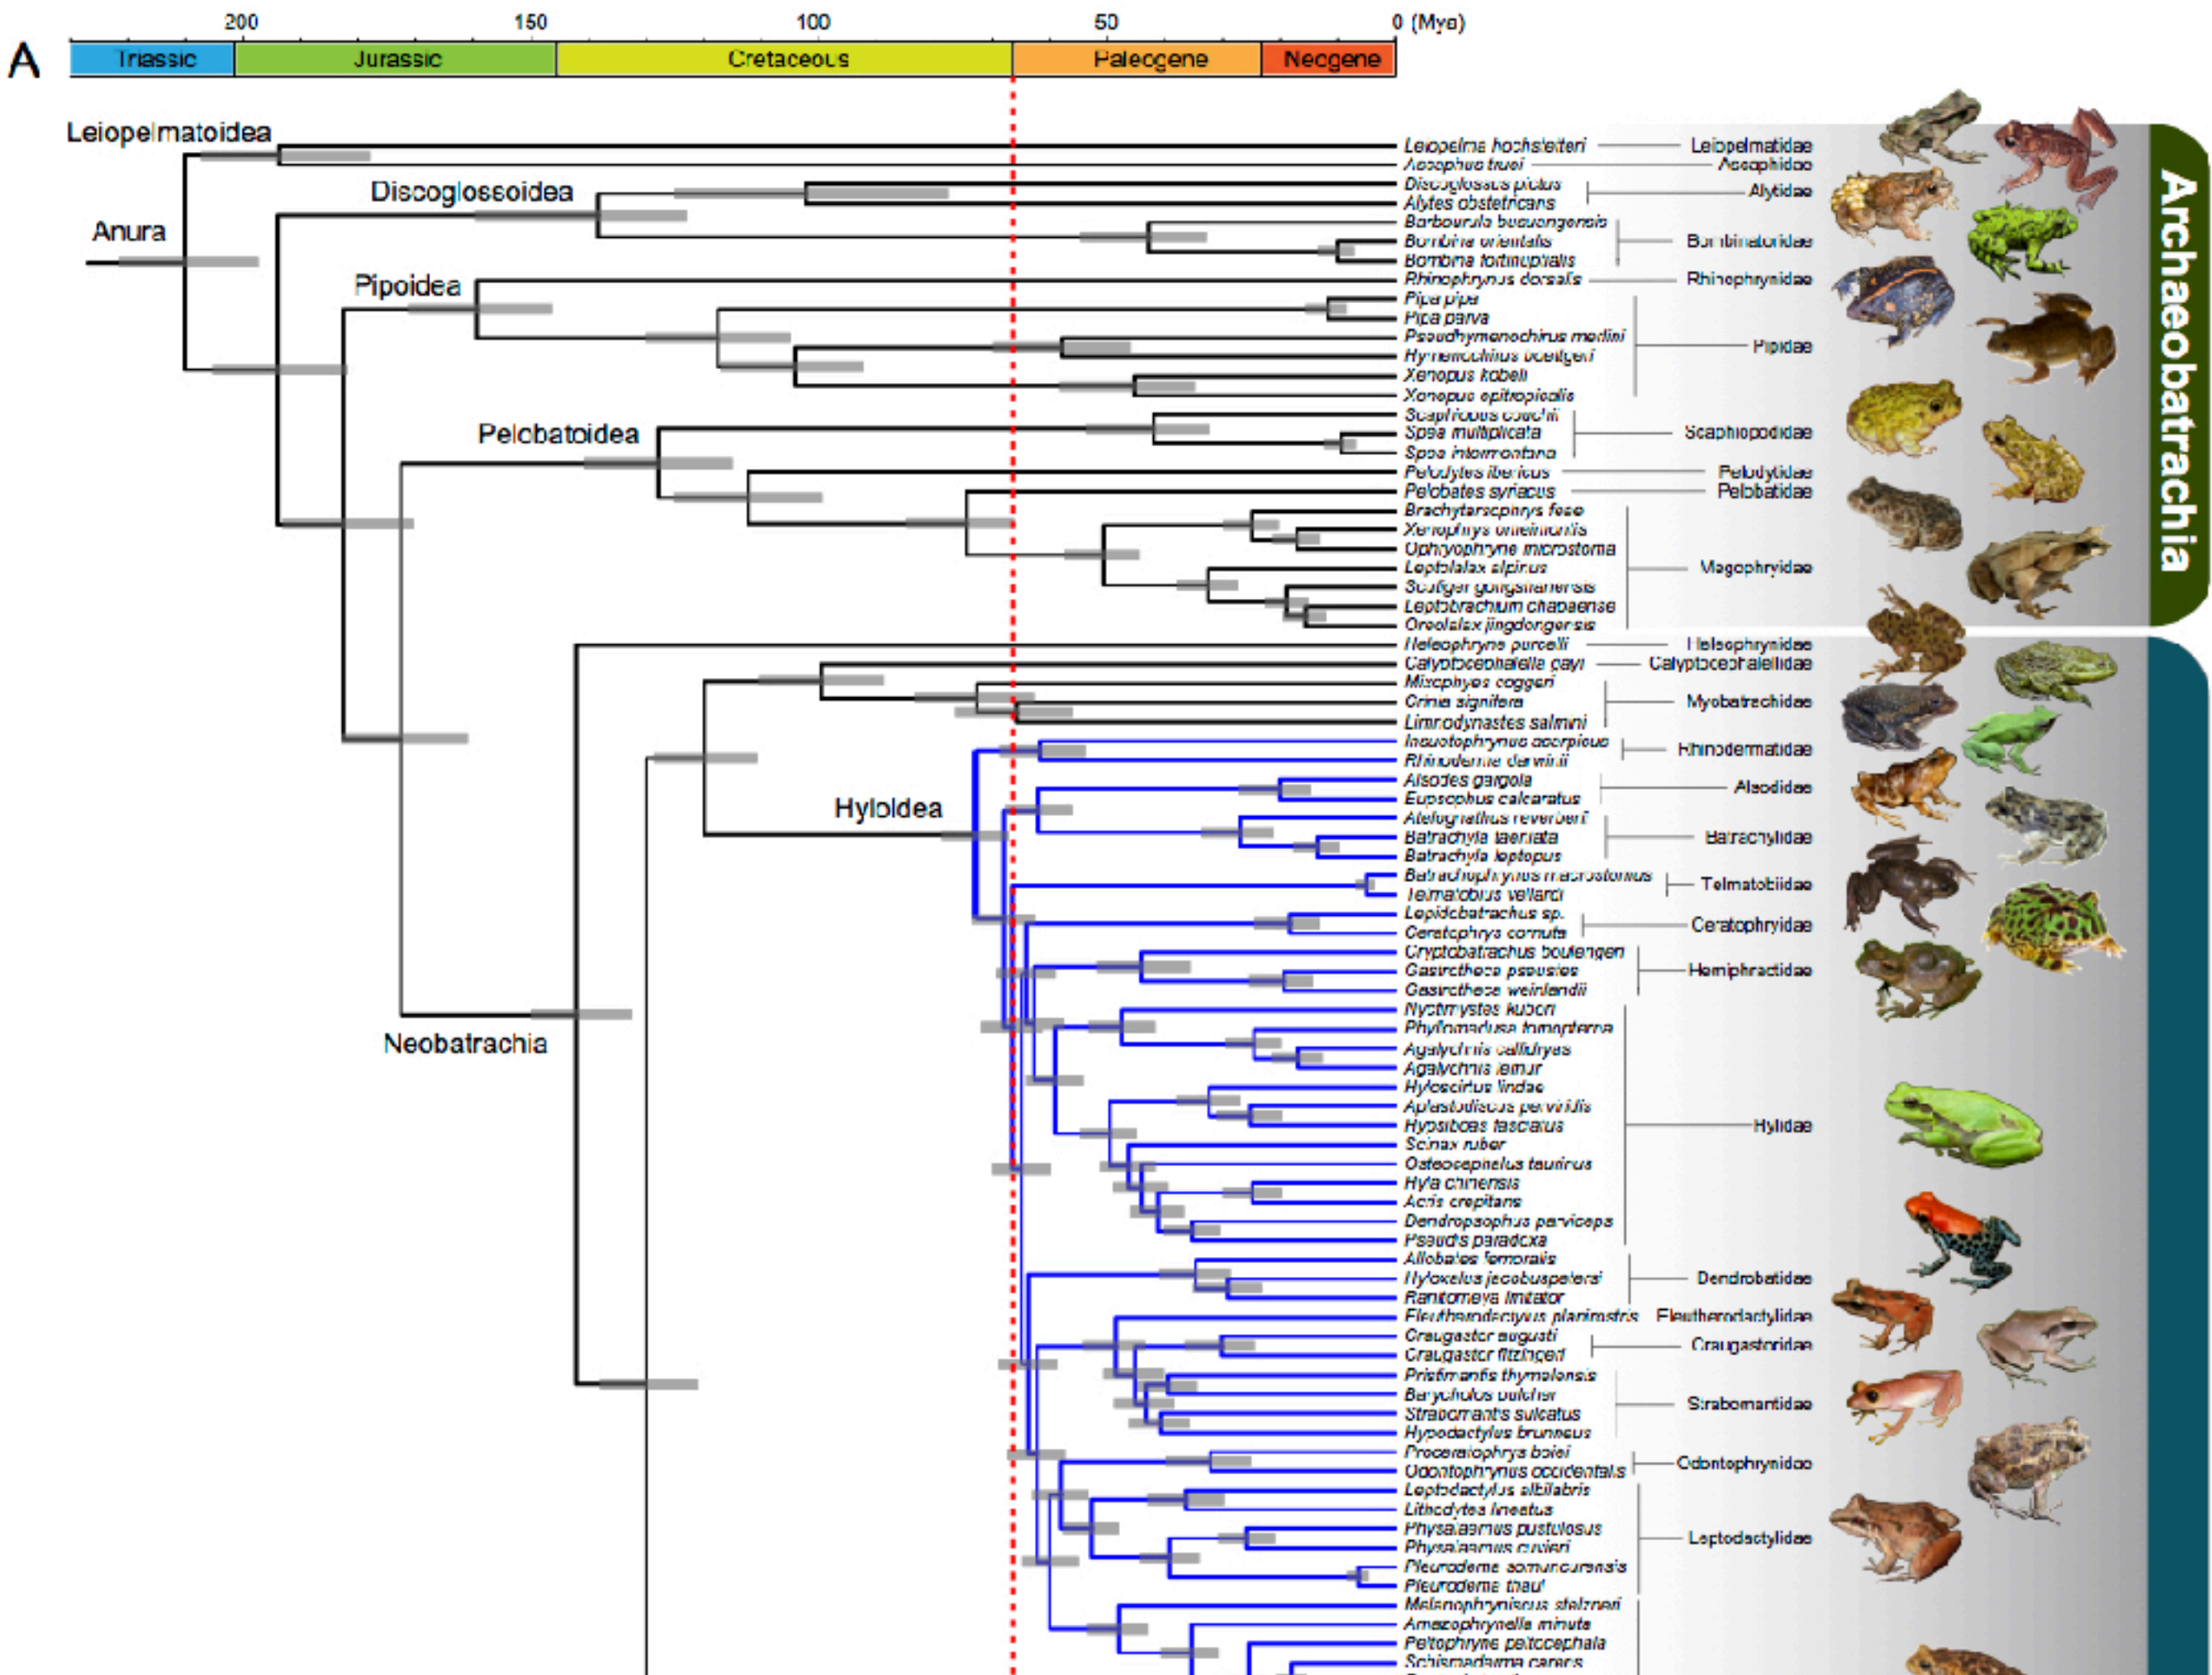 200 150 100 50 0 (Mya)
A
Triassic Jurassic Cretaceous Paleogene Neogene
Leiopelmatoidea
Leiopelma hochstetteri Leiopelmatidae
Ascaphus truei Ascaphidae
Discoglossoidea
Discoglossus pictus
Alytidae
Alytes obstetricans
Barbourula busuangensis
Anura
Bombina orientalis Bombinatoridae
Bombina fortinuptialis
Pipoidea
Rhinophrynus dorsalis Rhinophrynidae
Pipa pipa
Pipa parva
Pseudhymenochirus merlini
Pipidae
Hymenochirus boettgeri
Xenopus kobeli
Xenopus epitropicalis
Archaeobatrachia
Scaphiopus couchii
Pelobatoidea
Spea multiplicata Scaphiopodidae
Spea intermontana
Pelodytes ibericus Pelodytidae
Pelobates syriacus Pelobatidae
Brachytarsophrys feae
Xenophrys omeimontis
Ophryophryne microstoma
Leptolalax alpinus Megophryidae
Scutiger gongshanensis
Leptobrachium chapaense
Oreolalax jingdongensis
Heleophryne purcelli Heleophrynidae
Calyptocephalella gayi Calyptocephalellidae
Mixophyes coggeri
Crinia signifera Myobatrachidae
Limnodynastes salmini
Insuetophrynus acarpicus
Rhinodermatidae
Rhinoderma darwinii
Alsodes gargola
Alsodidae
Eupsophus calcaratus
Hyloidea
Atelognathus reverberii
Batrachyla taeniata Batrachylidae
Batrachyla leptopus
Batrachophrynus macrostomus
Telmatobiidae
Telmatobius vellardi
Lepidobatrachus sp.
Ceratophryidae
Ceratophrys cornuta
Cryptobatrachus boulengeri
Gastrotheca pseustes Hemiphractidae
Gastrotheca weinlandii
Nyctimystes kubori
Phyllomedusa tomopterna
Neobatrachia
Agalychnis callidryas
Agalychnis lemur
Hyloscirtus lindae
Aplastodiscus perviridis
Hypsiboas fasciatus Hylidae
Scinax ruber
Osteocephalus taurinus
Hyla chinensis
Acris crepitans
Dendropsophus parviceps
Pseudis paradoxa
Allobates femoralis
Hyloxalus jacobuspetersi Dendrobatidae
Ranitomeya imitator
Eleutherodactylus planirostris Eleutherodactylidae
Craugastor augusti
Craugastoridae
Craugastor fitzingeri
Pristimantis thymelensis
Barycholos pulcher
Strabomantidae
Strabomantis sulcatus
Hypodactylus brunneus
Proceratophrys boiei
Odontophrynidae
Odontophrynus occidentalis
Leptodactylus albilabris
Lithodytes lineatus
Physalaemus pustulosus
Leptodactylidae
Physalaemus cuvieri
Pleurodema somuncurensis
Pleurodema thaul
Melanophryniscus stelzneri
Amazophrynella minuta
Peltophryne peltocephala
Schismaderma carens